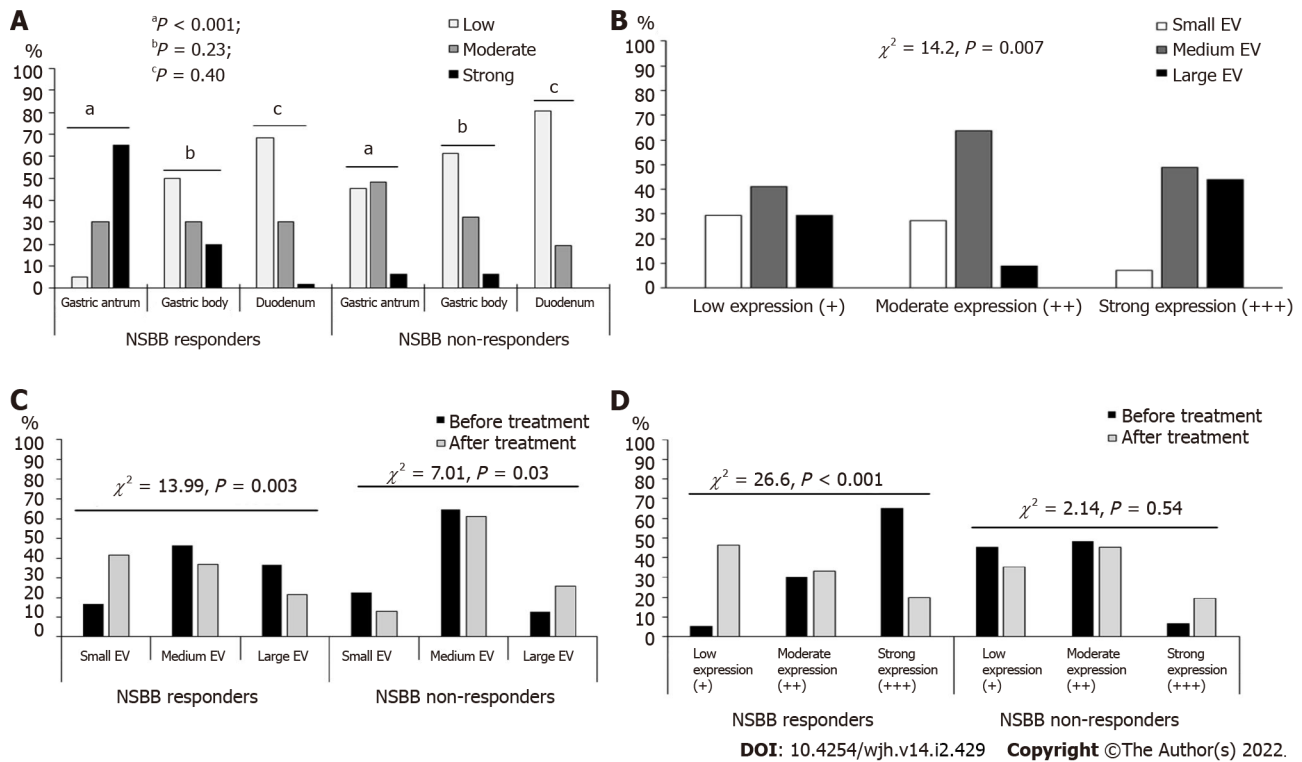 A
ᵃP < 0.001;
ᵇP = 0.23;
ᶜP = 0.40
Low
Moderate
Strong
%
100
90
80
70
60
50
40
30
20
10
0
a
b
c
a
b
c
Gastric antrum Gastric body Duodenum Gastric antrum Gastric body Duodenum
NSBB responders NSBB non-responders
B
%
Small EV
Medium EV
Large EV
χ² = 14.2, P = 0.007
100
90
80
70
60
50
40
30
20
10
0
Low expression (+) Moderate expression (++) Strong expression (+++)
C
%
Before treatment
After treatment
100
90
80
70
60
50
40
30
20
10
0
χ² = 13.99, P = 0.003
χ² = 7.01, P = 0.03
Small EV Medium EV Large EV Small EV Medium EV Large EV
NSBB responders NSBB non-responders
D
%
Before treatment
After treatment
100
90
80
70
60
50
40
30
20
10
0
χ² = 26.6, P < 0.001
χ² = 2.14, P = 0.54
Low Moderate Strong Low Moderate Strong
expression expression expression expression expression expression
(+) (++) (+++) (+) (++) (+++)
NSBB responders NSBB non-responders
DOI: 10.4254/wjh.v14.i2.429 Copyright ©The Author(s) 2022.